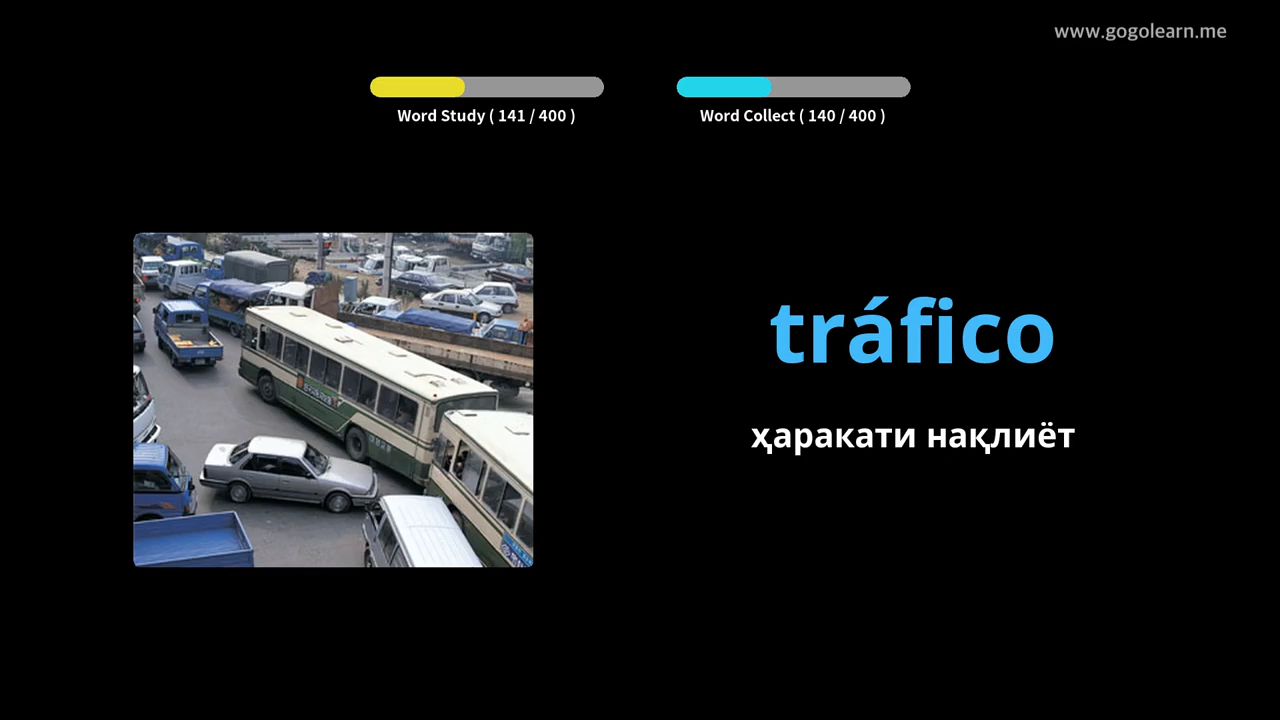 www.gogolearn.me
Word Study ( 141 / 400 )
Word Collect ( 140 / 400 )
tráfico
ҳаракати нақлиёт